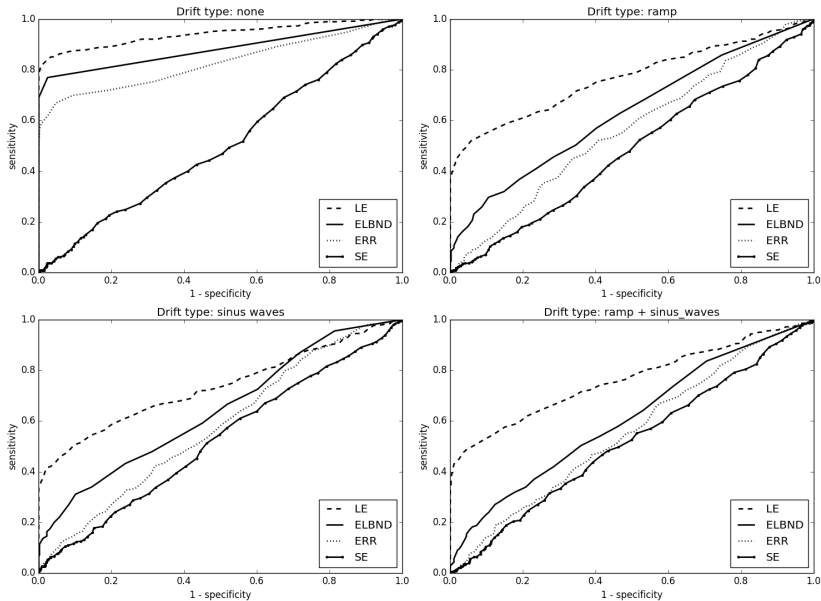 Drift type: none
1.0
0.8
0.6
0.4
0.2
0.0
sensitivity
LE
ELBND
ERR
SE
0.0 0.2 0.4 0.6 0.8 1.0
1 - specificity
Drift type: ramp
1.0
0.8
0.6
0.4
0.2
0.0
sensitivity
LE
ELBND
ERR
SE
0.0 0.2 0.4 0.6 0.8 1.0
1 - specificity
Drift type: sinus waves
1.0
0.8
0.6
0.4
0.2
0.0
sensitivity
LE
ELBND
ERR
SE
0.0 0.2 0.4 0.6 0.8 1.0
1 - specificity
Drift type: ramp + sinus_waves
1.0
0.8
0.6
0.4
0.2
0.0
sensitivity
LE
ELBND
ERR
SE
0.0 0.2 0.4 0.6 0.8 1.0
1 - specificity